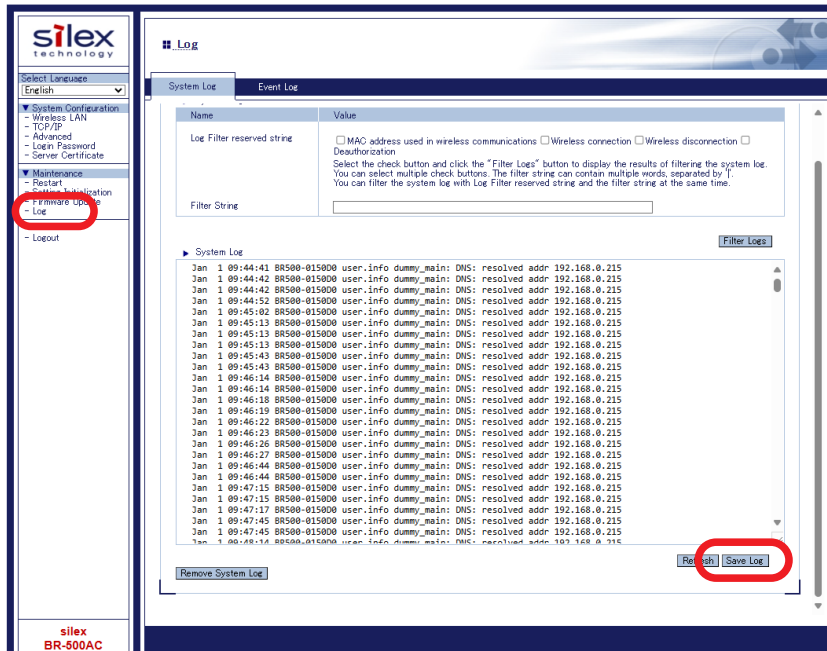 silex
technology
Select Language
English
▼ System Configuration
- Wireless LAN
- TCP/IP
- Advanced
- Login Password
- Server Certificate
▼ Maintenance
- Restart
- Setting Initialization
- Firmware Update
- Log
- Logout
silex
BR-500AC
Log
System Log Event Log
Name Value
Log Filter reserved string
MAC address used in wireless communications Wireless connection Wireless disconnection
Deauthorization
Select the check button and click the "Filter Logs" button to display the results of filtering the system log.
You can select multiple check buttons. The filter string can contain multiple words, separated by '|'.
You can filter the system log with Log Filter reserved string and the filter string at the same time.
Filter String
Filter Logs
System Log
Jan 1 09:44:41 BR500-0150D0 user.info dummy_main: DNS: resolved addr 192.168.0.215
Jan 1 09:44:42 BR500-0150D0 user.info dummy_main: DNS: resolved addr 192.168.0.215
Jan 1 09:44:42 BR500-0150D0 user.info dummy_main: DNS: resolved addr 192.168.0.215
Jan 1 09:44:52 BR500-0150D0 user.info dummy_main: DNS: resolved addr 192.168.0.215
Jan 1 09:45:02 BR500-0150D0 user.info dummy_main: DNS: resolved addr 192.168.0.215
Jan 1 09:45:13 BR500-0150D0 user.info dummy_main: DNS: resolved addr 192.168.0.215
Jan 1 09:45:13 BR500-0150D0 user.info dummy_main: DNS: resolved addr 192.168.0.215
Jan 1 09:45:13 BR500-0150D0 user.info dummy_main: DNS: resolved addr 192.168.0.215
Jan 1 09:45:43 BR500-0150D0 user.info dummy_main: DNS: resolved addr 192.168.0.215
Jan 1 09:45:43 BR500-0150D0 user.info dummy_main: DNS: resolved addr 192.168.0.215
Jan 1 09:46:14 BR500-0150D0 user.info dummy_main: DNS: resolved addr 192.168.0.215
Jan 1 09:46:14 BR500-0150D0 user.info dummy_main: DNS: resolved addr 192.168.0.215
Jan 1 09:46:18 BR500-0150D0 user.info dummy_main: DNS: resolved addr 192.168.0.215
Jan 1 09:46:19 BR500-0150D0 user.info dummy_main: DNS: resolved addr 192.168.0.215
Jan 1 09:46:22 BR500-0150D0 user.info dummy_main: DNS: resolved addr 192.168.0.215
Jan 1 09:46:23 BR500-0150D0 user.info dummy_main: DNS: resolved addr 192.168.0.215
Jan 1 09:46:26 BR500-0150D0 user.info dummy_main: DNS: resolved addr 192.168.0.215
Jan 1 09:46:27 BR500-0150D0 user.info dummy_main: DNS: resolved addr 192.168.0.215
Jan 1 09:46:44 BR500-0150D0 user.info dummy_main: DNS: resolved addr 192.168.0.215
Jan 1 09:46:44 BR500-0150D0 user.info dummy_main: DNS: resolved addr 192.168.0.215
Jan 1 09:47:15 BR500-0150D0 user.info dummy_main: DNS: resolved addr 192.168.0.215
Jan 1 09:47:15 BR500-0150D0 user.info dummy_main: DNS: resolved addr 192.168.0.215
Jan 1 09:47:17 BR500-0150D0 user.info dummy_main: DNS: resolved addr 192.168.0.215
Jan 1 09:47:45 BR500-0150D0 user.info dummy_main: DNS: resolved addr 192.168.0.215
Jan 1 09:47:45 BR500-0150D0 user.info dummy_main: DNS: resolved addr 192.168.0.215
Jan 1 09:48:14 BR500-0150D0 user.info dummy_main: DNS: resolved addr 192.168.0.215
Refresh Save Log
Remove System Log